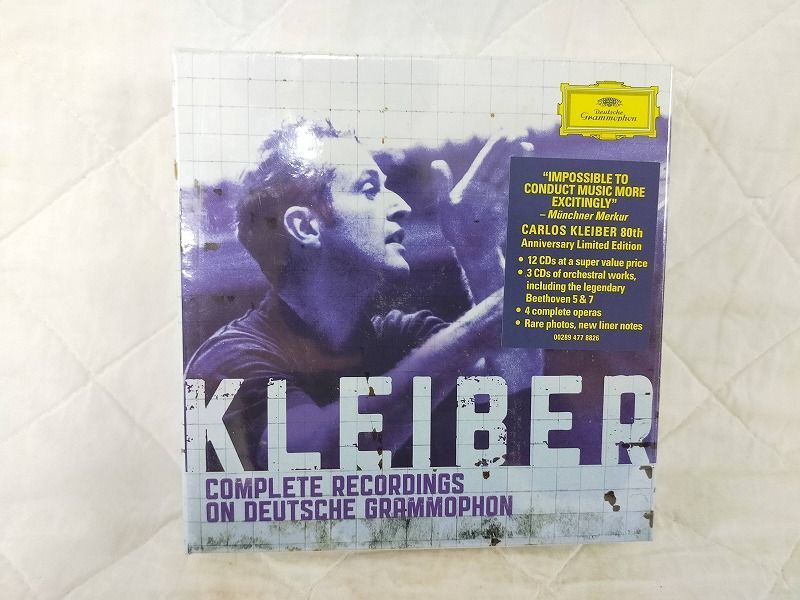 Deutsche
Grammophon
"IMPOSSIBLE TO
CONDUCT MUSIC MORE
EXCITINGLY"
– Münchner Merkur
CARLOS KLEIBER 80th
Anniversary Limited Edition
• 12 CDs at a super value price
• 3 CDs of orchestral works,
including the legendary
Beethoven 5 & 7
• 4 complete operas
• Rare photos, new liner notes
00289 477 8826
KLEIBER
COMPLETE RECORDINGS
ON DEUTSCHE GRAMMOPHON